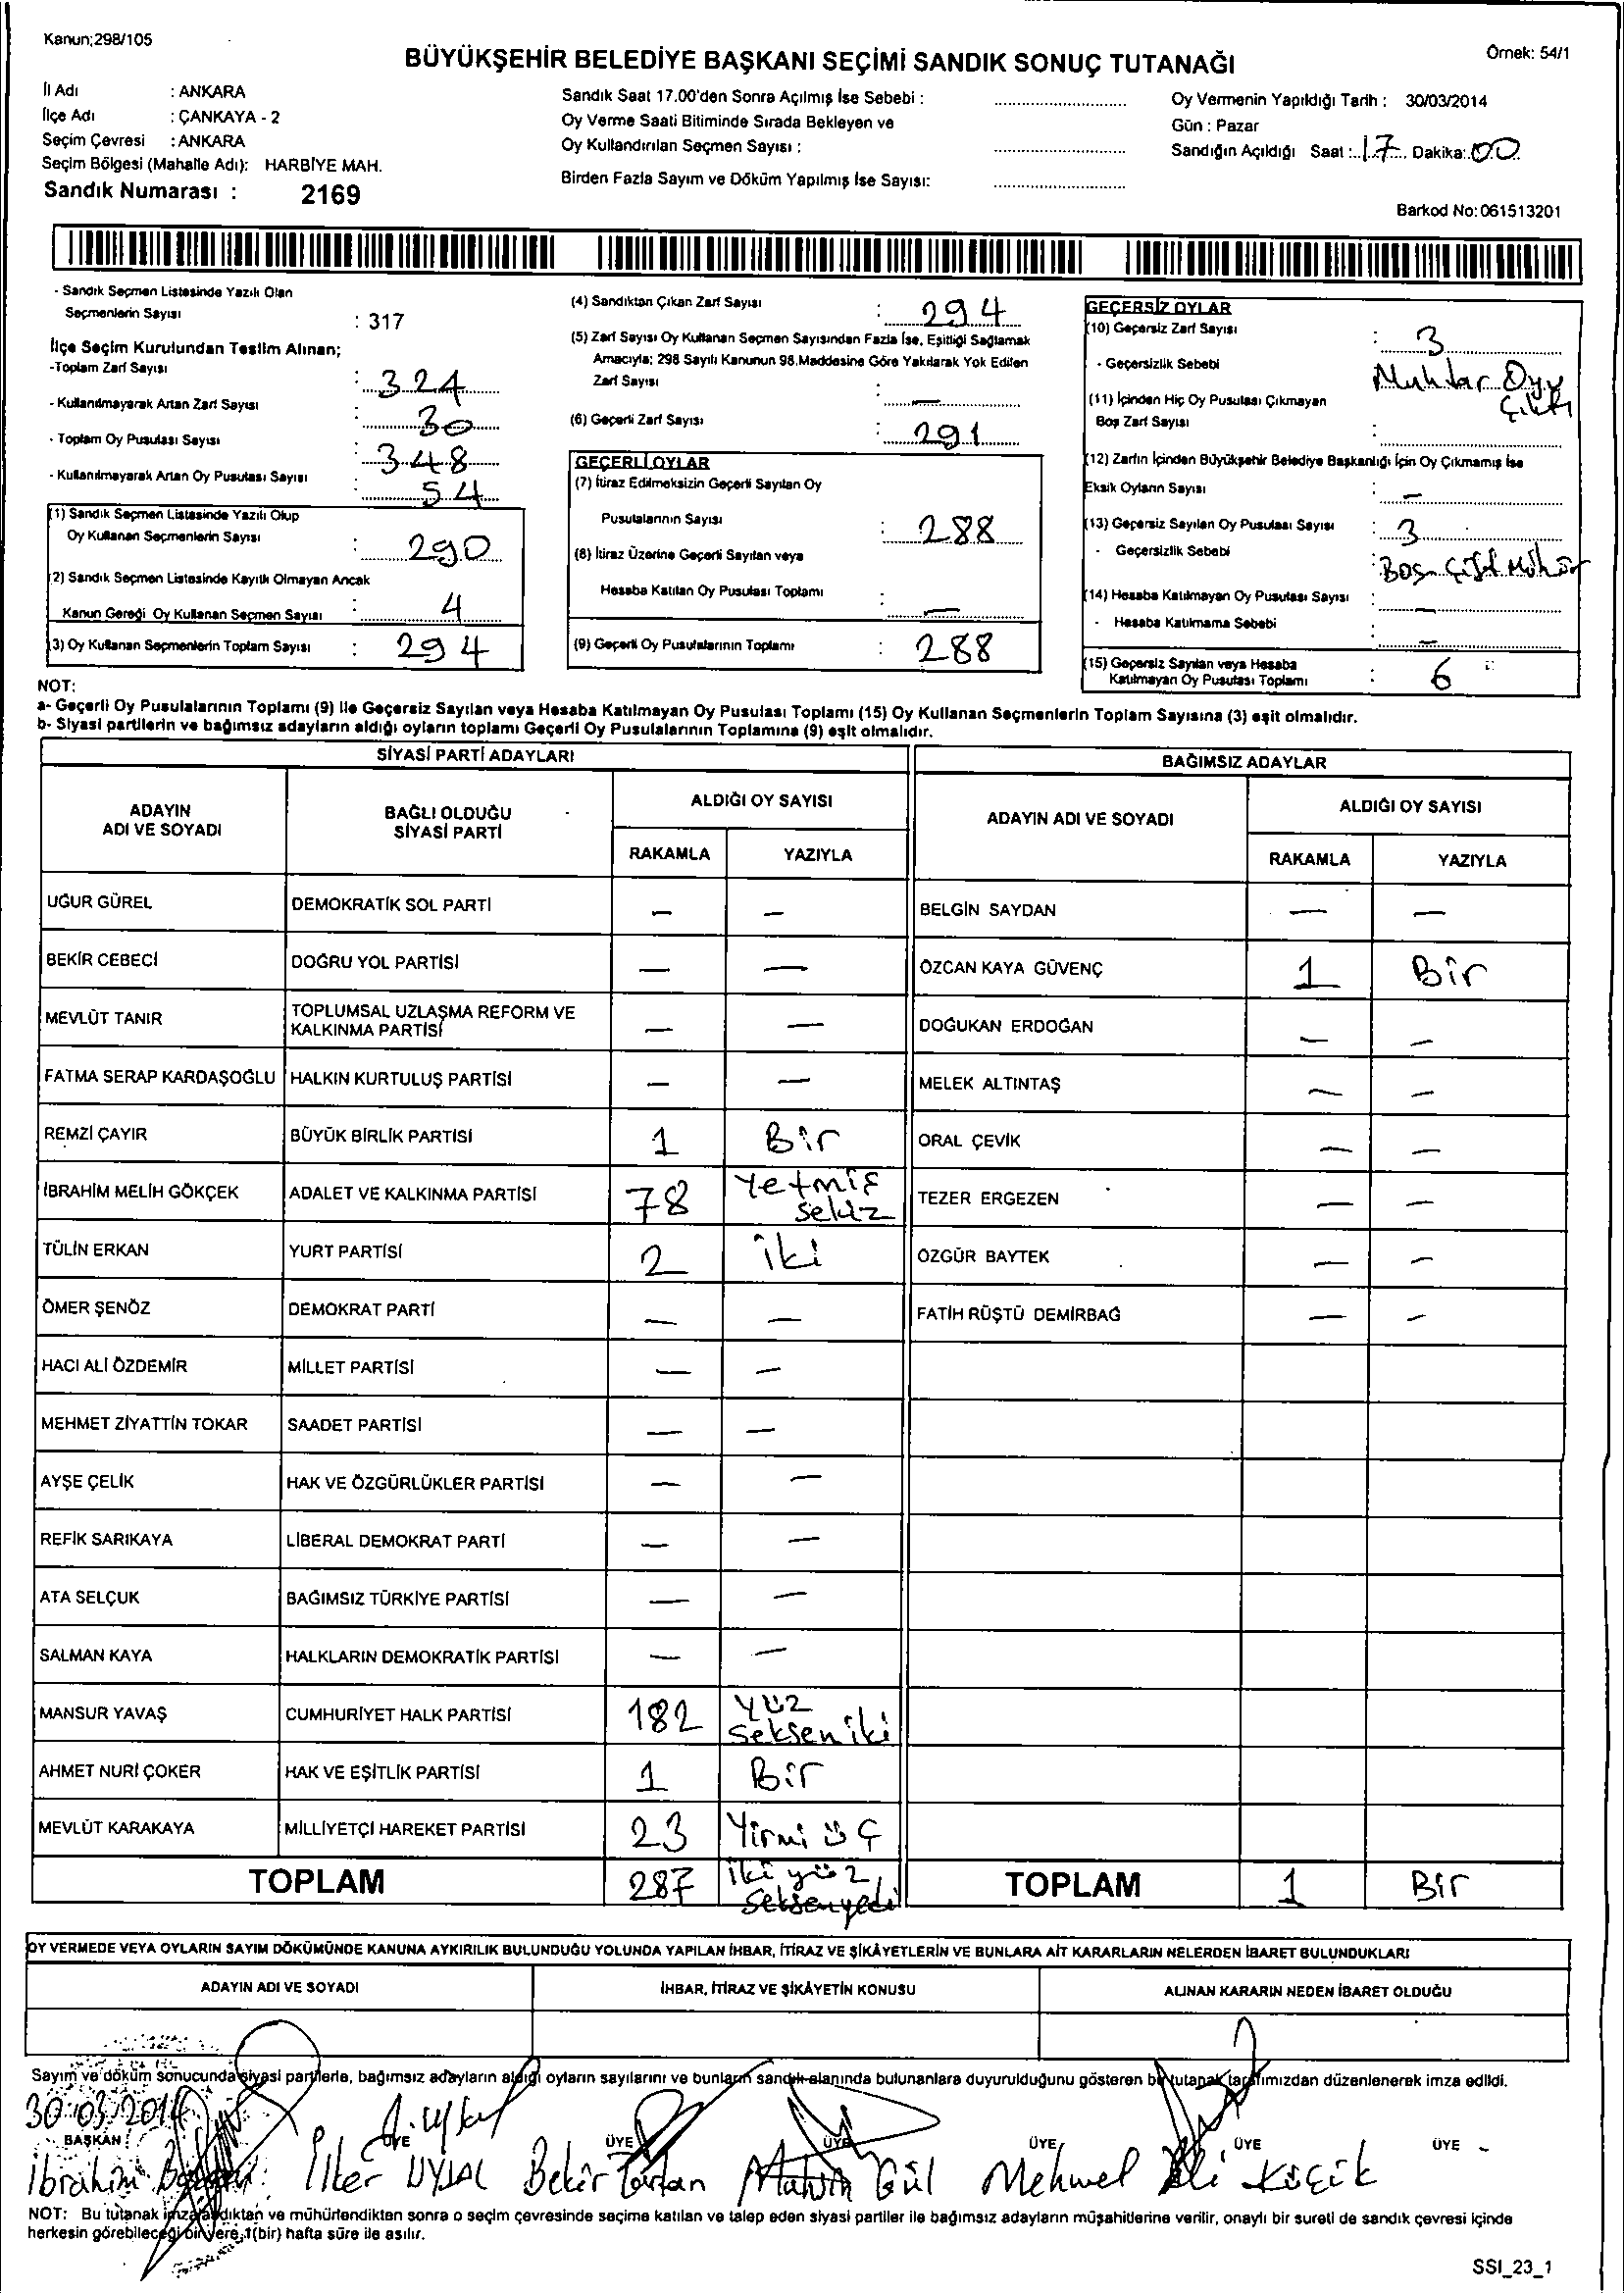 Kanun;298/105
BÜYÜKŞEHİR BELEDİYE BAŞKANI SEÇİMİ SANDIK SONUÇ TUTANAĞI
Örnek: 54/1
İl Adı : ANKARA
İlçe Adı : ÇANKAYA - 2
Seçim Çevresi : ANKARA
Seçim Bölgesi (Mahalle Adı): HARBİYE MAH.
Sandık Numarası : 2169
Sandık Saat 17.00'den Sonra Açılmış İse Sebebi :
Oy Verme Saati Bitiminde Sırada Bekleyen ve
Oy Kullandırılan Seçmen Sayısı :
Birden Fazla Sayım ve Döküm Yapılmış İse Sayısı:
Oy Vermenin Yapıldığı Tarih : 30/03/2014
Gün : Pazar
Sandığın Açıldığı Saat : 17 Dakika: 00
Barkod No:061513201
- Sandık Seçmen Listesinde Yazılı Olan
Seçmenlerin Sayısı : 317
İlçe Seçim Kurulundan Teslim Alınan;
-Toplam Zarf Sayısı : 324
- Kullanılmayarak Artan Zarf Sayısı : 30
- Toplam Oy Pusulası Sayısı : 348
- Kullanılmayarak Artan Oy Pusulası Sayısı : 54
(1) Sandık Seçmen Listesinde Yazılı Olup
Oy Kullanan Seçmenlerin Sayısı : 290
(2) Sandık Seçmen Listesinde Kayıtlı Olmayan Ancak
Kanun Gereği Oy Kullanan Seçmen Sayısı : 4
(3) Oy Kullanan Seçmenlerin Toplam Sayısı : 294
(4) Sandıktan Çıkan Zarf Sayısı : 294
(5) Zarf Sayısı Oy Kullanan Seçmen Sayısından Fazla İse, Eşitliği Sağlamak
Amacıyla; 298 Sayılı Kanunun 98.Maddesine Göre Yakılarak Yok Edilen
Zarf Sayısı : —
(6) Geçerli Zarf Sayısı : 291
GEÇERLİ OYLAR
(7) İtiraz Edilmeksizin Geçerli Sayılan Oy
Pusulalarının Sayısı : 288
(8) İtiraz Üzerine Geçerli Sayılan veya
Hesaba Katılan Oy Pusulası Toplamı : —
(9) Geçerli Oy Pusulalarının Toplamı : 288
GEÇERSİZ OYLAR
(10) Geçersiz Zarf Sayısı : 3
- Geçersizlik Sebebi Muhtar Oyu
Çıktı
(11) İçinden Hiç Oy Pusulası Çıkmayan
Boş Zarf Sayısı :
(12) Zarfın İçinden Büyükşehir Belediye Başkanlığı İçin Oy Çıkmamış İse
Eksik Oyların Sayısı : —
(13) Geçersiz Sayılan Oy Pusulası Sayısı : 3
- Geçersizlik Sebebi : Boş Çift Mühür
(14) Hesaba Katılmayan Oy Pusulası Sayısı : —
- Hesaba Katılmama Sebebi : —
(15) Geçersiz Sayılan veya Hesaba
Katılmayan Oy Pusulası Toplamı : 6
NOT:
a- Geçerli Oy Pusulalarının Toplamı (9) ile Geçersiz Sayılan veya Hesaba Katılmayan Oy Pusulası Toplamı (15) Oy Kullanan Seçmenlerin Toplam Sayısına (3) eşit olmalıdır.
b- Siyasi partilerin ve bağımsız adayların aldığı oyların toplamı Geçerli Oy Pusulalarının Toplamına (9) eşit olmalıdır.
SİYASİ PARTİ ADAYLARI
ADAYIN
ADI VE SOYADI
BAĞLI OLDUĞU
SİYASİ PARTİ
ALDIĞI OY SAYISI
RAKAMLA YAZIYLA
UĞUR GÜREL DEMOKRATİK SOL PARTİ — —
BEKİR CEBECİ DOĞRU YOL PARTİSİ — —
MEVLÜT TANIR TOPLUMSAL UZLAŞMA REFORM VE
KALKINMA PARTİSİ — —
FATMA SERAP KARDAŞOĞLU HALKIN KURTULUŞ PARTİSİ — —
REMZİ ÇAYIR BÜYÜK BİRLİK PARTİSİ 1 Bir
İBRAHİM MELİH GÖKÇEK ADALET VE KALKINMA PARTİSİ 78 Yetmiş
sekiz
TÜLİN ERKAN YURT PARTİSİ 2 iki
ÖMER ŞENÖZ DEMOKRAT PARTİ — —
HACI ALİ ÖZDEMİR MİLLET PARTİSİ — —
MEHMET ZİYATTİN TOKAR SAADET PARTİSİ — —
AYŞE ÇELİK HAK VE ÖZGÜRLÜKLER PARTİSİ — —
REFİK SARIKAYA LİBERAL DEMOKRAT PARTİ — —
ATA SELÇUK BAĞIMSIZ TÜRKİYE PARTİSİ — —
SALMAN KAYA HALKLARIN DEMOKRATİK PARTİSİ — —
MANSUR YAVAŞ CUMHURİYET HALK PARTİSİ 182 Yüz
seksen iki
AHMET NURİ ÇOKER HAK VE EŞİTLİK PARTİSİ 1 Bir
MEVLÜT KARAKAYA MİLLİYETÇİ HAREKET PARTİSİ 23 Yirmi üÇ
TOPLAM 287 iki yüz
seksenyedi
BAĞIMSIZ ADAYLAR
ADAYIN ADI VE SOYADI
ALDIĞI OY SAYISI
RAKAMLA YAZIYLA
BELGİN SAYDAN — —
ÖZCAN KAYA GÜVENÇ 1 Bir
DOĞUKAN ERDOĞAN — —
MELEK ALTINTAŞ — —
ORAL ÇEVİK — —
TEZER ERGEZEN — —
ÖZGÜR BAYTEK — —
FATİH RÜŞTÜ DEMİRBAĞ — —
TOPLAM 1 Bir
OY VERMEDE VEYA OYLARIN SAYIM DÖKÜMÜNDE KANUNA AYKIRILIK BULUNDUĞU YOLUNDA YAPILAN İHBAR, İTİRAZ VE ŞİKÂYETLERİN VE BUNLARA AİT KARARLARIN NELERDEN İBARET BULUNDUKLARI
ADAYIN ADI VE SOYADI İHBAR, İTİRAZ VE ŞİKÂYETİN KONUSU ALINAN KARARIN NEDEN İBARET OLDUĞU
Sayım ve döküm sonucunda siyasi partilerle, bağımsız adayların aldığı oyların sayılarını ve bunların sandık alanında bulunanlara duyurulduğunu gösteren bir tutanak tarafımızdan düzenlenerek imza edildi.
30.03.2014
BAŞKAN ÜYE ÜYE ÜYE ÜYE ÜYE ÜYE
İbrahim İlker UYSAL Bekir Gül Mehmet Ali Küçük
NOT: Bu tutanak imzalandıktan ve mühürlendikten sonra o seçim çevresinde seçime katılan ve talep eden siyasi partiler ile bağımsız adayların müşahitlerine verilir, onaylı bir sureti de sandık çevresi içinde
herkesin görebileceği bir yere,1(bir) hafta süre ile asılır.
SSI_23_1